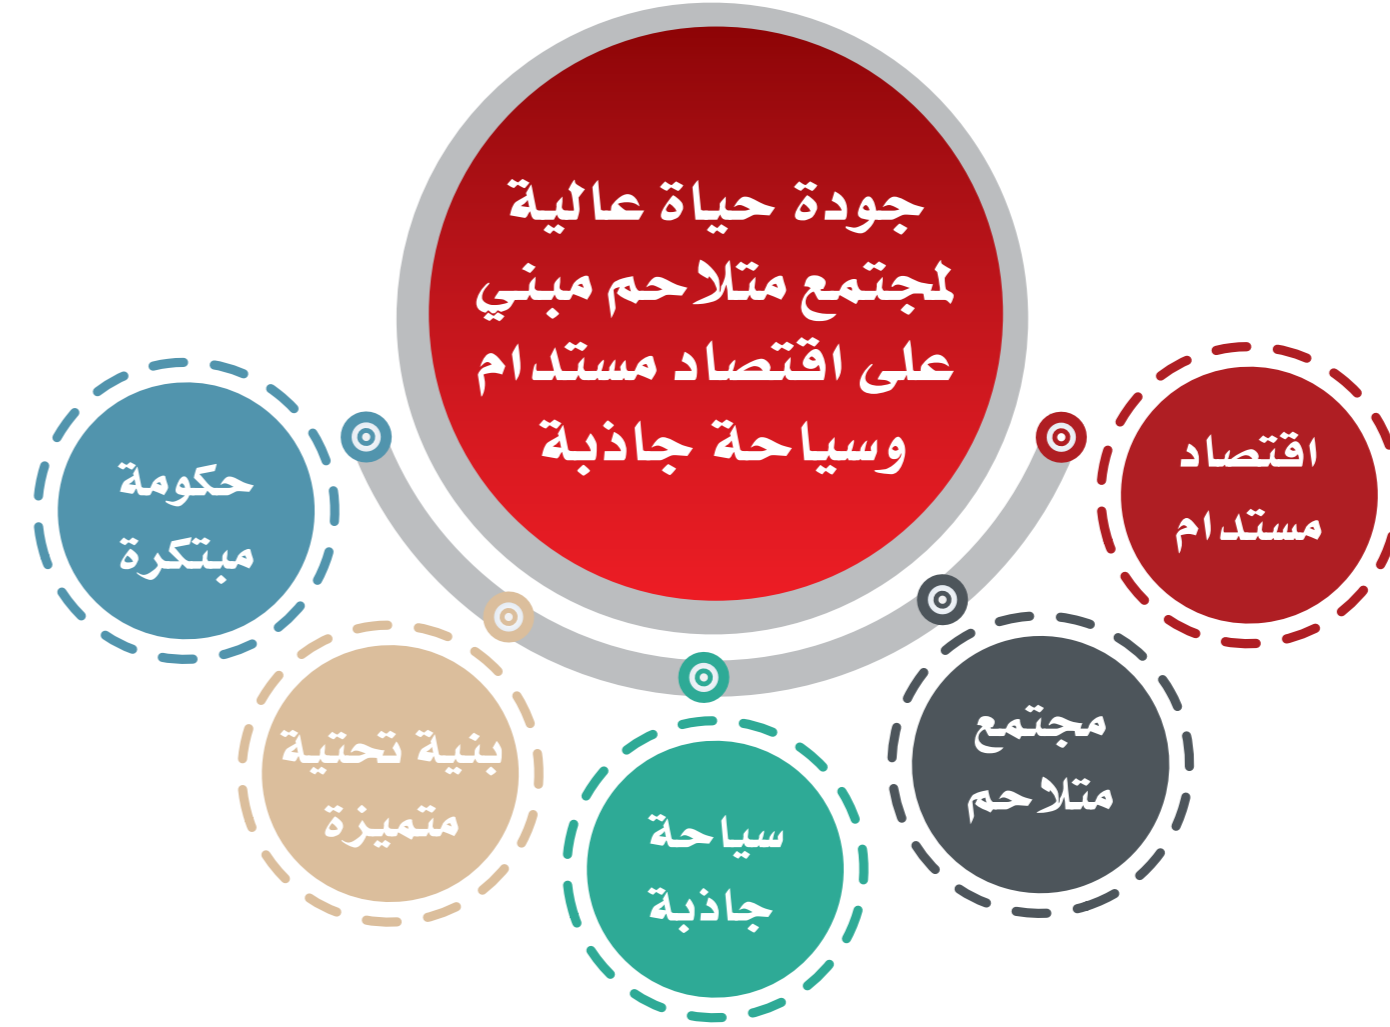 جودة حياة عالية
لمجتمع متلاحم مبني
على اقتصاد مستدام
وسياحة جاذبة
اقتصاد
مستدام
مجتمع
متلاحم
سياحة
جاذبة
بنية تحتية
متميزة
حكومة
مبتكرة